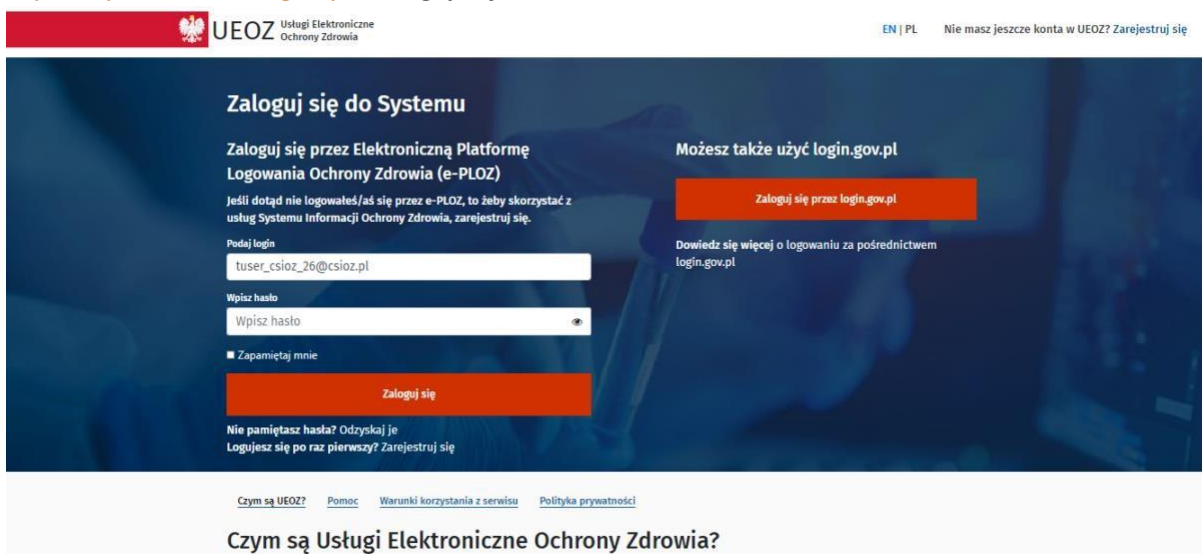 UEOZ Usługi Elektroniczne
Ochrony Zdrowia
EN | PL
Nie masz jeszcze konta w UEOZ? Zarejestruj się
Zaloguj się do Systemu
Zaloguj się przez Elektroniczną Platformę
Logowania Ochrony Zdrowia (e-PLOZ)
Jeśli dotąd nie logowałeś/aś się przez e-PLOZ, to żeby skorzystać z
usług Systemu Informacji Ochrony Zdrowia, zarejestruj się.
Podaj login
tuser_csioz_26@csioz.pl
Wpisz hasło
Wpisz hasło
Zapamiętaj mnie
Zaloguj się
Nie pamiętasz hasła? Odzyskaj je
Logujesz się po raz pierwszy? Zarejestruj się
Możesz także użyć login.gov.pl
Zaloguj się przez login.gov.pl
Dowiedz się więcej o logowaniu za pośrednictwem
login.gov.pl
Czym są UEOZ? Pomoc Warunki korzystania z serwisu Polityka prywatności
Czym są Usługi Elektroniczne Ochrony Zdrowia?